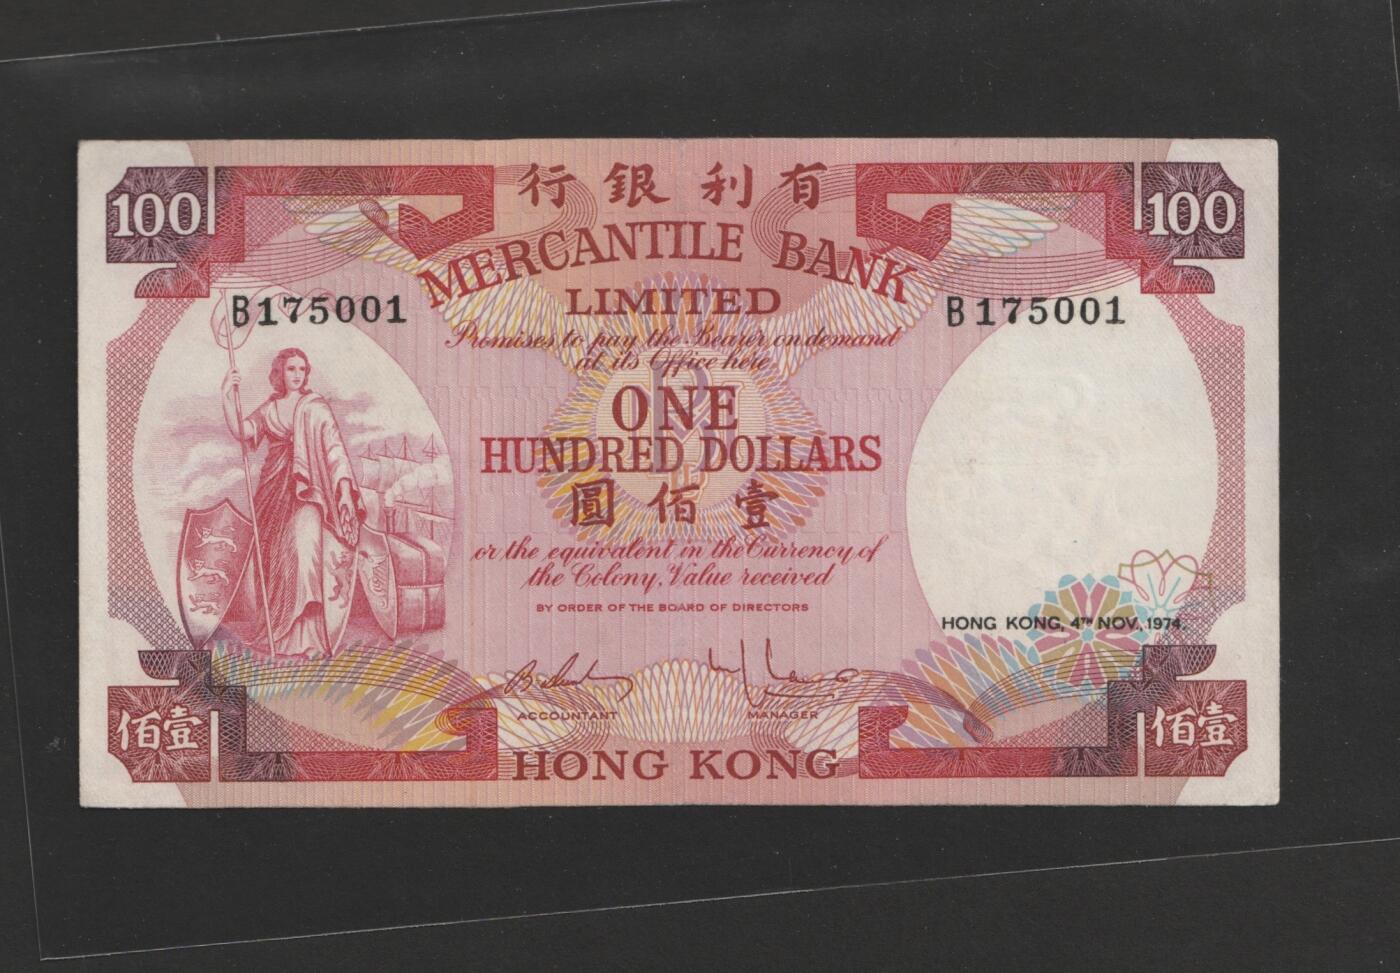 100
行銀利有
100
MERCANTILE BANK
LIMITED
B175001
B175001
Promises to pay the Bearer on demand
at its Office here
ONE
HUNDRED DOLLARS
圓佰壹
or the equivalent in the Currency of
the Colony, Value received
BY ORDER OF THE BOARD OF DIRECTORS
HONG KONG, 4TH NOV., 1974.
ACCOUNTANT
MANAGER
佰壹
HONG KONG
佰壹